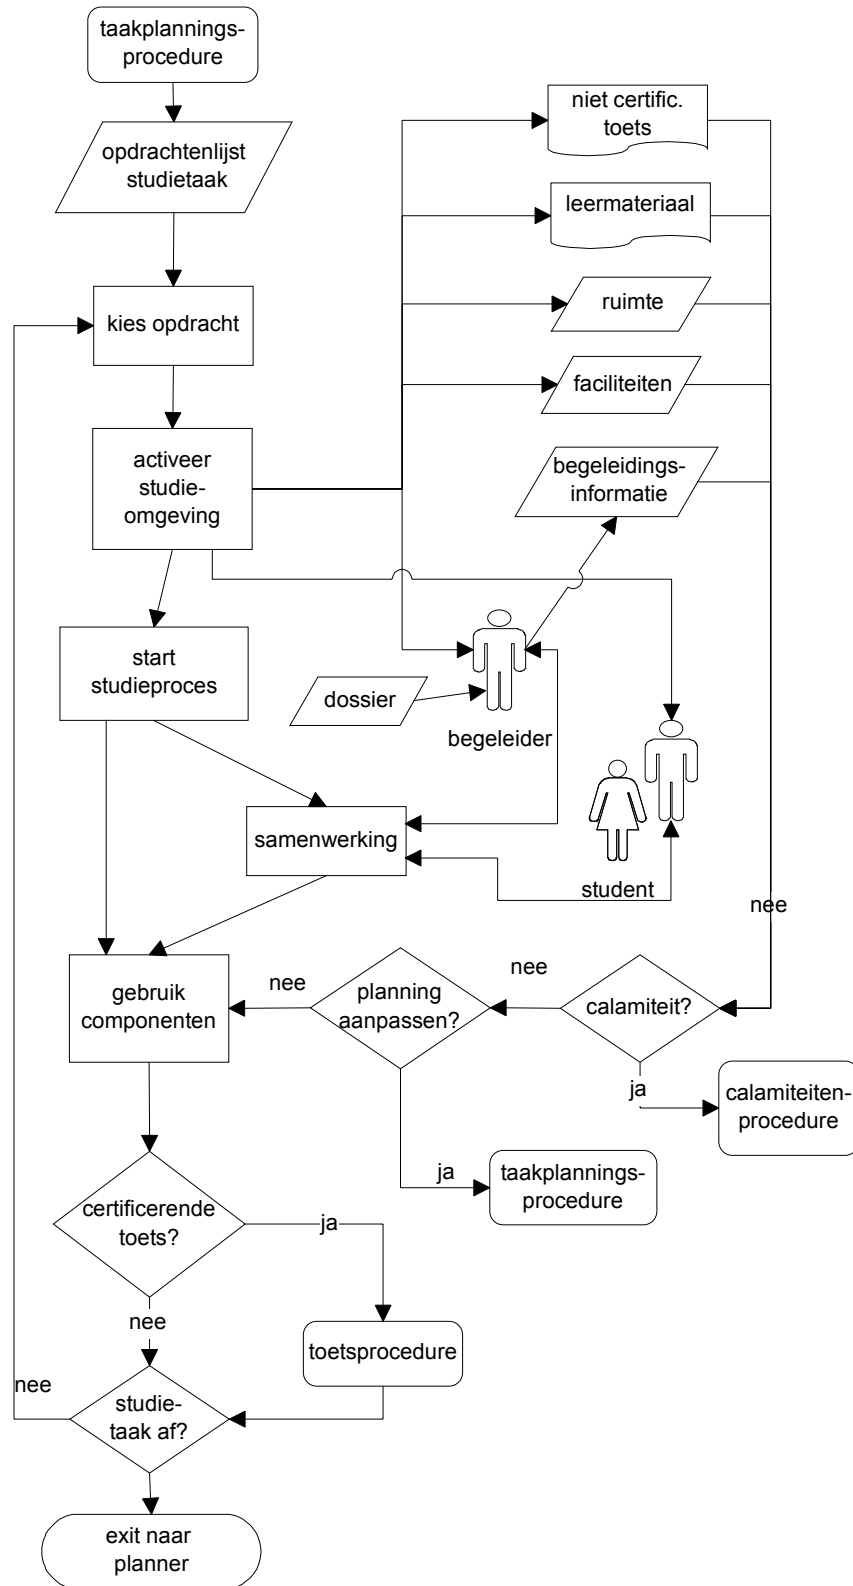 taakplannings-
procedure
niet certific.
toets
opdrachtenlijst
studietaak
leermateriaal
ruimte
kies opdracht
faciliteiten
activeer
studie-
omgeving
begeleidings-
informatie
start
studieproces
dossier
begeleider
samenwerking
student
nee
gebruik
componenten
nee
planning
aanpassen?
nee
calamiteit?
ja
calamiteiten-
procedure
ja
taakplannings-
procedure
certificerende
toets?
ja
nee
toetsprocedure
nee
studie-
taak af?
exit naar
planner